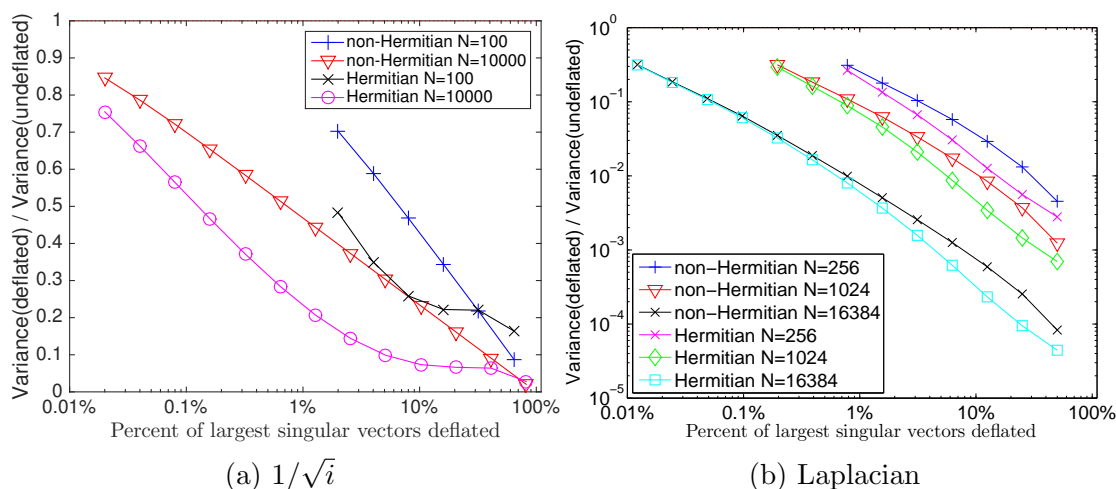 Variance(deflated) / Variance(undeflated)
1
0.9
0.8
0.7
0.6
0.5
0.4
0.3
0.2
0.1
0
non-Hermitian N=100
non-Hermitian N=10000
Hermitian N=100
Hermitian N=10000
0.01% 0.1% 1% 10% 100%
Percent of largest singular vectors deflated
(a) 1/√i
Variance(deflated) / Variance(undeflated)
10^0
10^-1
10^-2
10^-3
10^-4
10^-5
non−Hermitian N=256
non−Hermitian N=1024
non−Hermitian N=16384
Hermitian N=256
Hermitian N=1024
Hermitian N=16384
0.01% 0.1% 1% 10% 100%
Percent of largest singular vectors deflated
(b) Laplacian